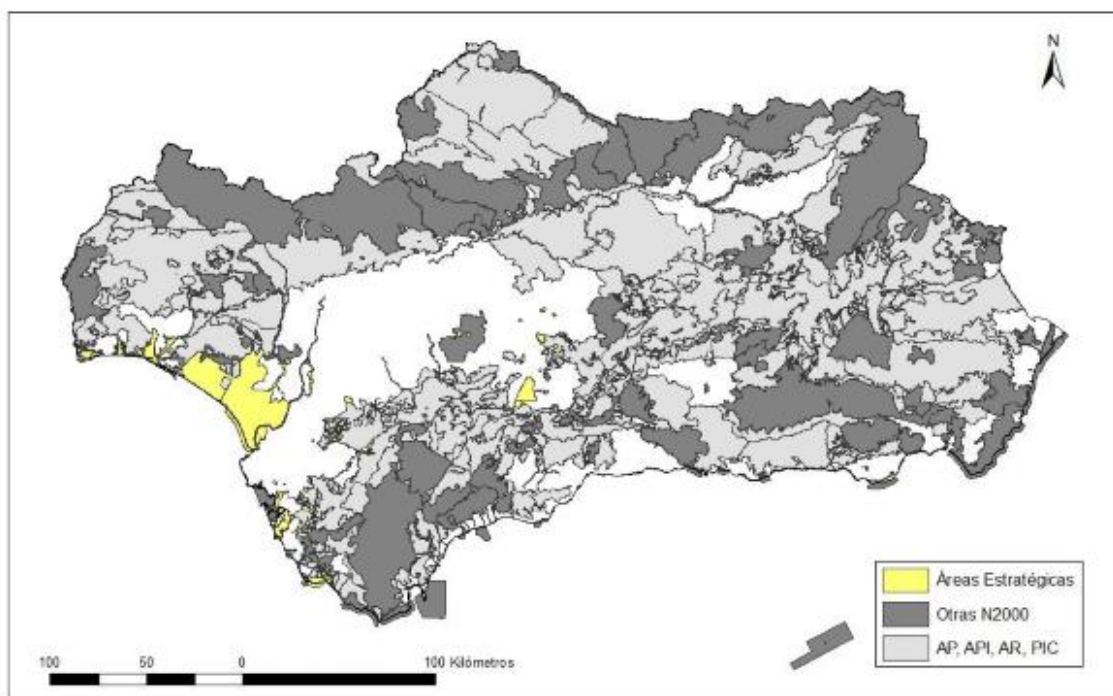 N
Áreas Estratégicas
Otras N2000
AP, API, AR, PIC
100 50 0 100 Kilómetros